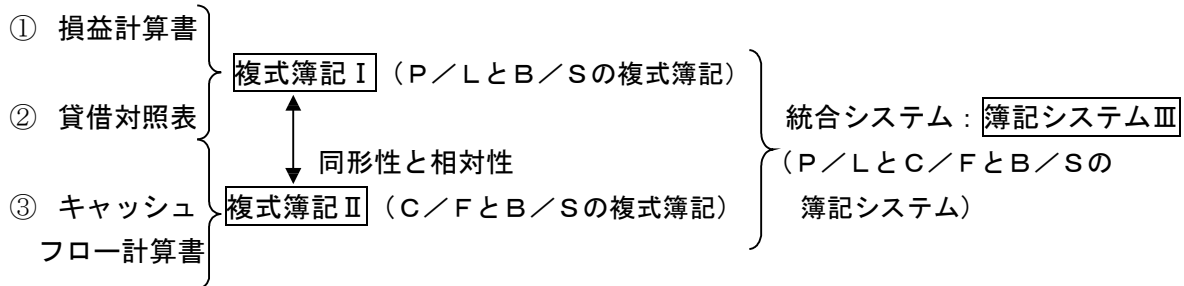 ① 損益計算書
複式簿記Ⅰ(P/LとB/Sの複式簿記)
② 貸借対照表
統合システム:簿記システムⅢ
同形性と相対性
(P/LとC/FとB/Sの
③ キャッシュ
複式簿記Ⅱ(C/FとB/Sの複式簿記)
簿記システム)
フロー計算書